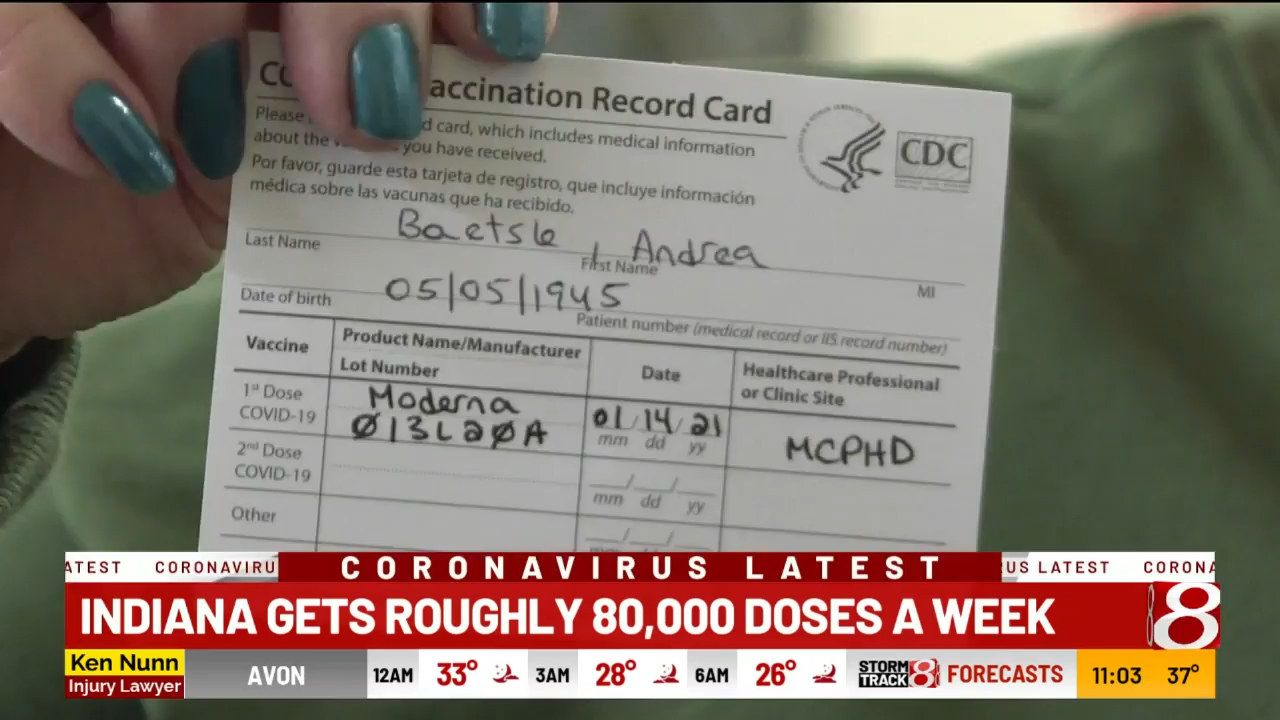 CO accination Record Card
Please d card, which includes medical information
about the you have received.
Por favor, guarde esta tarjeta de registro, que incluye información
médica sobre las vacunas que ha recibido.
CDC
Baetsle , Andrea
Last Name First Name MI
05/05/1945
Date of birth Patient number (medical record or IIS record number)
Vaccine Product Name/Manufacturer Date Healthcare Professional
Lot Number or Clinic Site
1st Dose Moderna 01/14/21 MCPHD
COVID-19 Ø13L2ØA mm dd yy
2nd Dose
COVID-19 mm dd yy
Other
ATEST CORONAVIRU CORONAVIRUS LATEST US LATEST CORONA
INDIANA GETS ROUGHLY 80,000 DOSES A WEEK 8
Ken Nunn AVON 12AM 33° 3AM 28° 6AM 26° STORM TRACK 8 FORECASTS 11:03 37°
Injury Lawyer